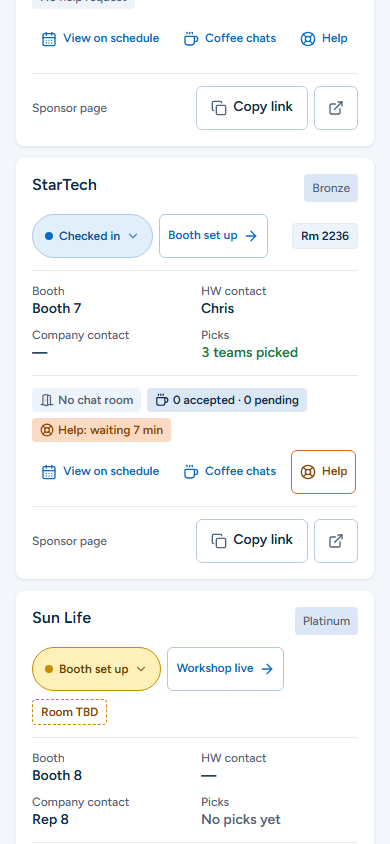 View on schedule
Coffee chats
Help
Sponsor page
Copy link
StarTech
Bronze
Checked in
Booth set up
Rm 2236
Booth
HW contact
Booth 7
Chris
Company contact
Picks
—
3 teams picked
No chat room
0 accepted · 0 pending
Help: waiting 7 min
View on schedule
Coffee chats
Help
Sponsor page
Copy link
Sun Life
Platinum
Booth set up
Workshop live
Room TBD
Booth
HW contact
Booth 8
—
Company contact
Picks
Rep 8
No picks yet